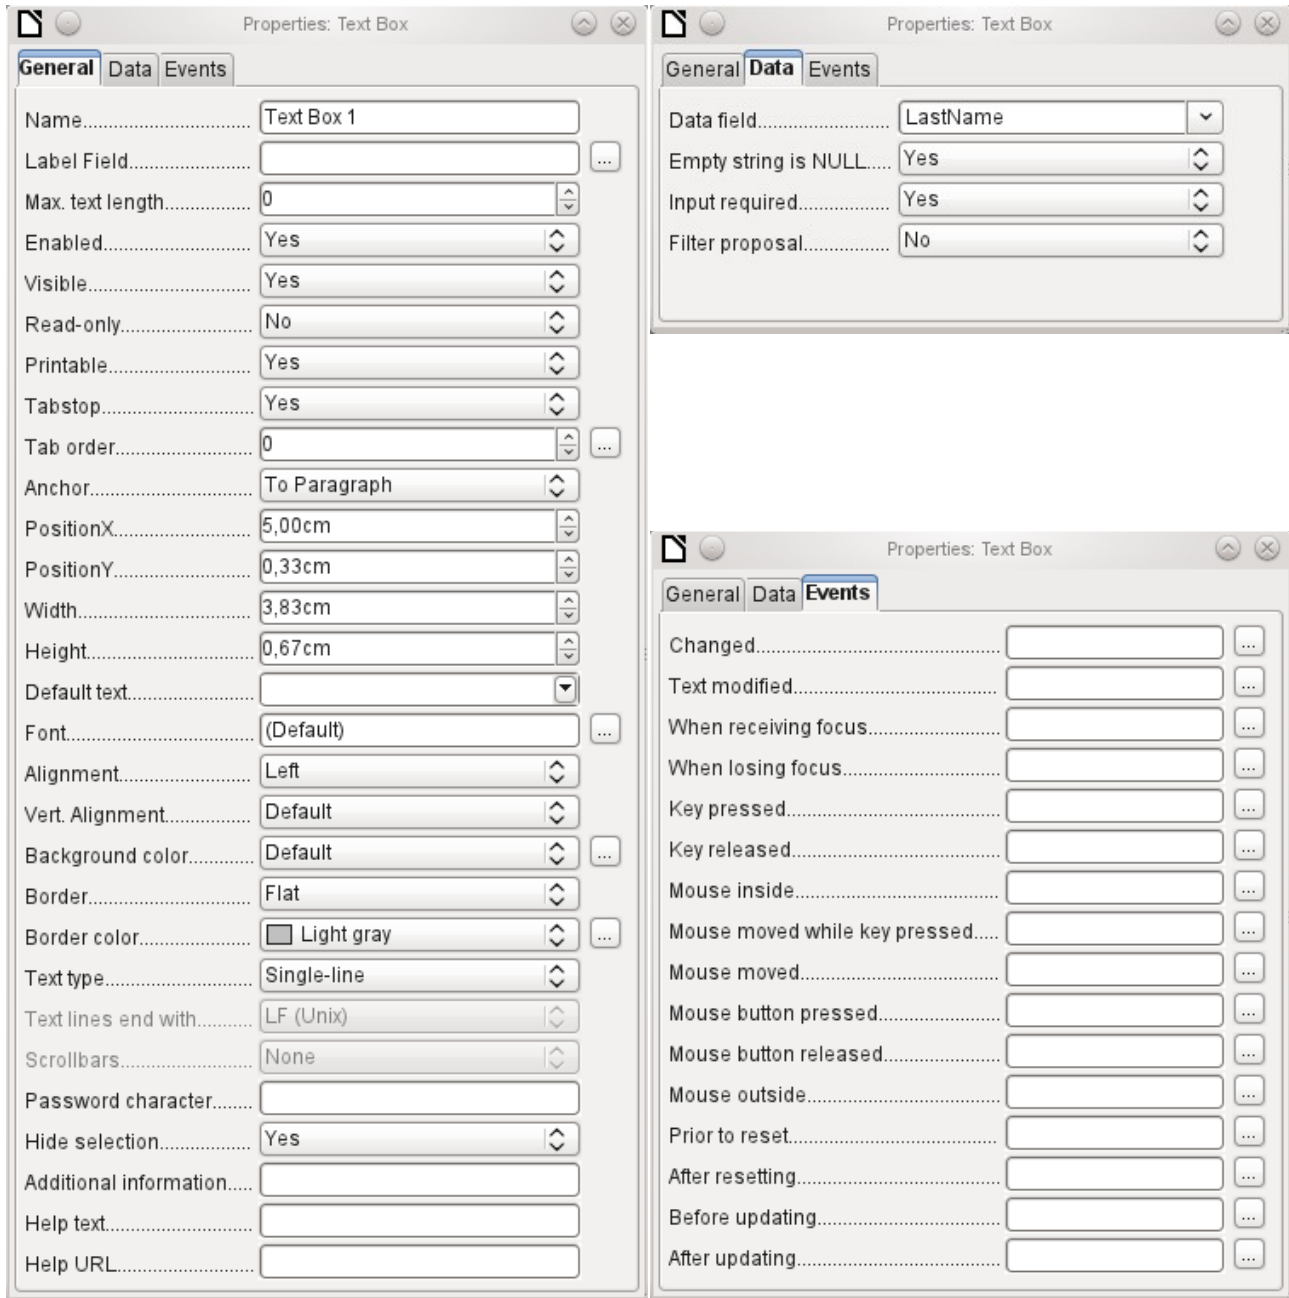 Properties: Text Box
General Data Events
Name.............................. Text Box 1
Label Field..................... ...
Max. text length............... 0
Enabled.......................... Yes
Visible............................ Yes
Read-only....................... No
Printable......................... Yes
Tabstop.......................... Yes
Tab order........................ 0 ...
Anchor............................ To Paragraph
PositionX........................ 5,00cm
PositionY........................ 0,33cm
Width.............................. 3,83cm
Height............................. 0,67cm
Default text.....................
Font................................ (Default) ...
Alignment....................... Left
Vert. Alignment............... Default
Background color............ Default ...
Border............................ Flat
Border color.................... Light gray ...
Text type......................... Single-line
Text lines end with.......... LF (Unix)
Scrollbars....................... None
Password character........
Hide selection................. Yes
Additional information.....
Help text.........................
Help URL........................
Properties: Text Box
General Data Events
Data field........................ LastName
Empty string is NULL..... Yes
Input required.................. Yes
Filter proposal................. No
Properties: Text Box
General Data Events
Changed............................................. ...
Text modified...................................... ...
When receiving focus........................ ...
When losing focus............................. ...
Key pressed........................................ ...
Key released....................................... ...
Mouse inside...................................... ...
Mouse moved while key pressed..... ...
Mouse moved..................................... ...
Mouse button pressed...................... ...
Mouse button released..................... ...
Mouse outside.................................... ...
Prior to reset....................................... ...
After resetting..................................... ...
Before updating.................................. ...
After updating..................................... ...